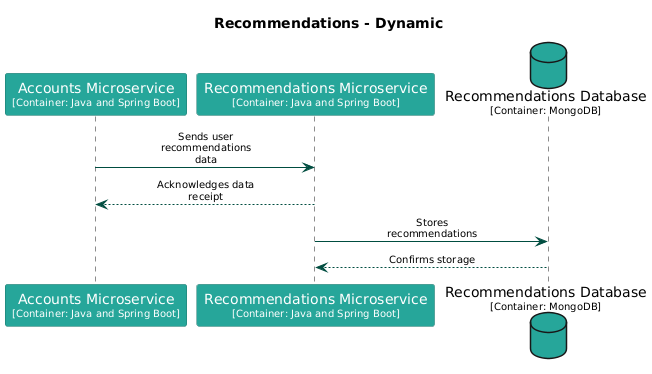 Recommendations - Dynamic
Accounts Microservice
[Container: Java and Spring Boot]
Recommendations Microservice
[Container: Java and Spring Boot]
Recommendations Database
[Container: MongoDB]
Sends user
recommendations
data
Acknowledges data
receipt
Stores
recommendations
Confirms storage
Accounts Microservice
[Container: Java and Spring Boot]
Recommendations Microservice
[Container: Java and Spring Boot]
Recommendations Database
[Container: MongoDB]